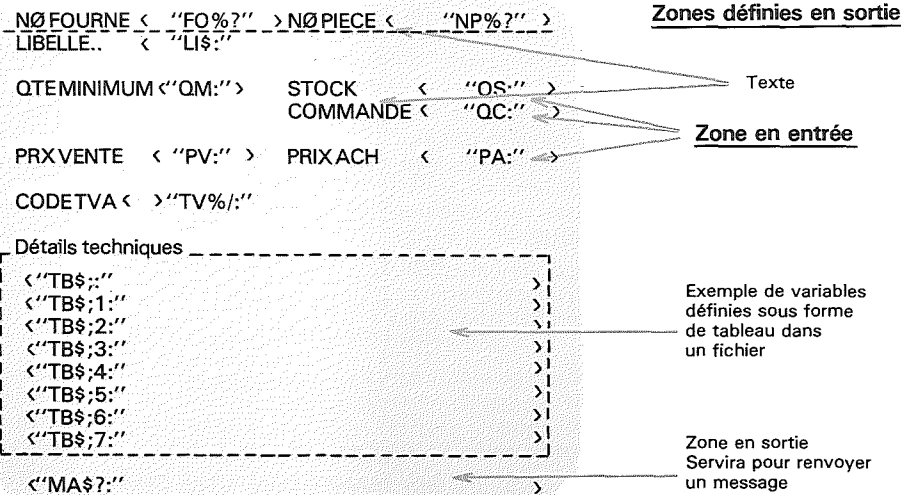 Zones définies en sortie
NØ FOURNE < "FO%?" > NØ PIECE < "NP%?" >
LIBELLE.. < "LI$:"
Texte
QTEMINIMUM <"QM:"> STOCK < "QS:" >
COMMANDE < "QC:" >
Zone en entrée
PRXVENTE < "PV:" > PRIX ACH < "PA:" >
CODETVA < >"TV%/:"
Détails techniques
<"TB$;:" >
<"TB$;1:" >
<"TB$;2:" >
<"TB$;3:" >
<"TB$;4:" >
<"TB$;5:" >
<"TB$;6:" >
<"TB$;7:" >
Exemple de variables
définies sous forme
de tableau dans
un fichier
Zone en sortie
Servira pour renvoyer
un message
<"MA$?:" >